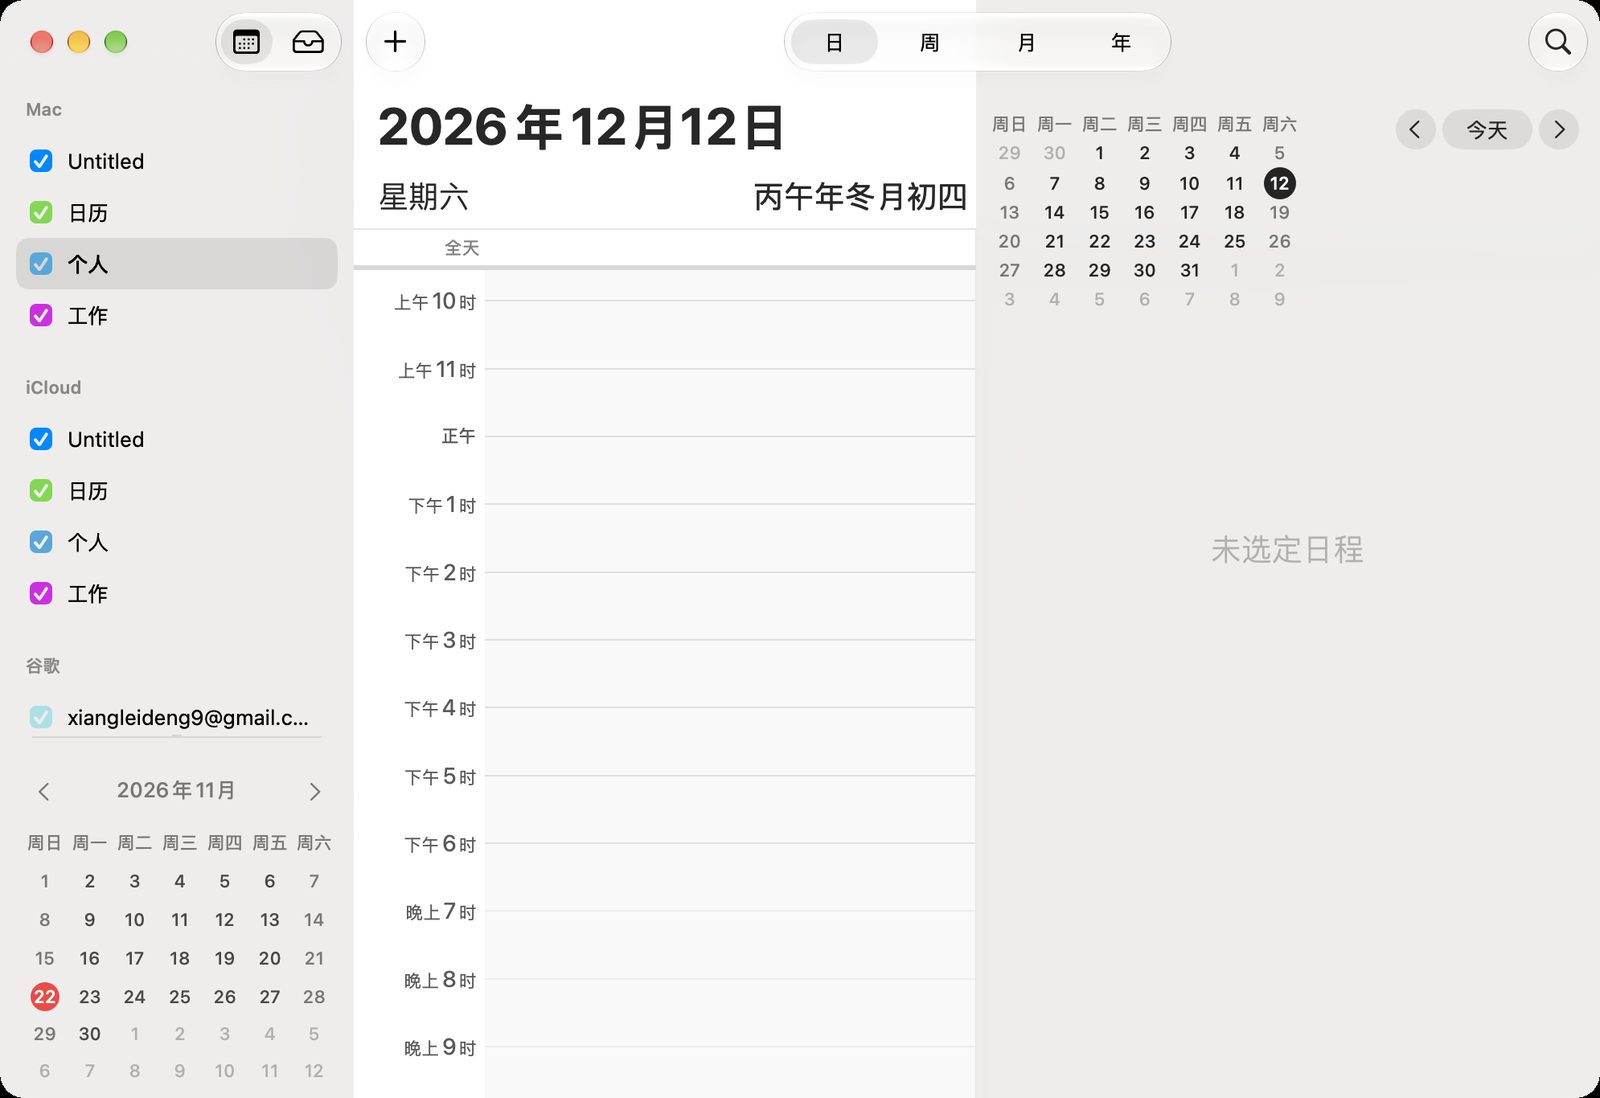 Mac
Untitled
日历
个人
工作
iCloud
Untitled
日历
个人
工作
谷歌
xiangleideng9@gmail.c...
2026年11月
周日 周一 周二 周三 周四 周五 周六
1 2 3 4 5 6 7
8 9 10 11 12 13 14
15 16 17 18 19 20 21
22 23 24 25 26 27 28
29 30 1 2 3 4 5
6 7 8 9 10 11 12
日 周 月 年
2026年12月12日
星期六 丙午年冬月初四
全天
上午10时
上午11时
正午
下午1时
下午2时
下午3时
下午4时
下午5时
下午6时
晚上7时
晚上8时
晚上9时
周日 周一 周二 周三 周四 周五 周六
29 30 1 2 3 4 5
6 7 8 9 10 11 12
13 14 15 16 17 18 19
20 21 22 23 24 25 26
27 28 29 30 31 1 2
3 4 5 6 7 8 9
今天
未选定日程